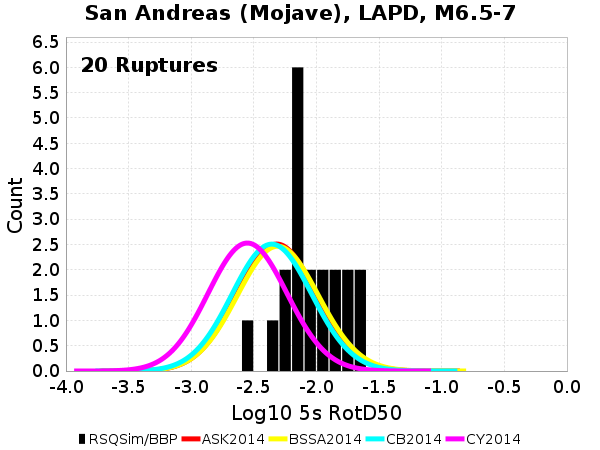 San Andreas (Mojave), LAPD, M6.5-7
20 Ruptures
Count
6.5
6.0
5.5
5.0
4.5
4.0
3.5
3.0
2.5
2.0
1.5
1.0
0.5
0.0
-4.0 -3.5 -3.0 -2.5 -2.0 -1.5 -1.0 -0.5 0.0
Log10 5s RotD50
RSQSim/BBP ASK2014 BSSA2014 CB2014 CY2014